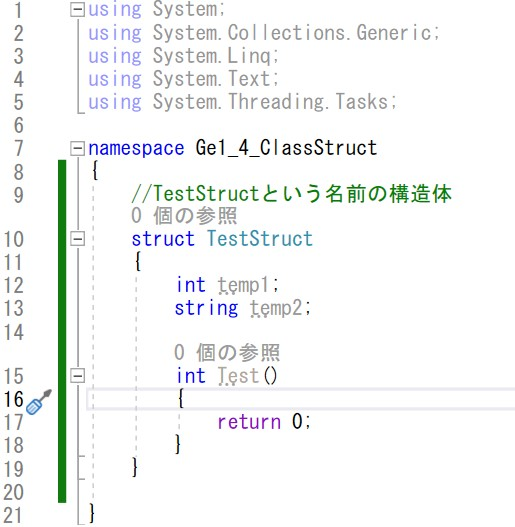 1 using System;
2 using System.Collections.Generic;
3 using System.Linq;
4 using System.Text;
5 using System.Threading.Tasks;
6
7 namespace Ge1_4_ClassStruct
8 {
9 //TestStructという名前の構造体
0 個の参照
10 struct TestStruct
11 {
12 int temp1;
13 string temp2;
14
0 個の参照
15 int Test()
16 {
17 return 0;
18 }
19 }
20
21 }